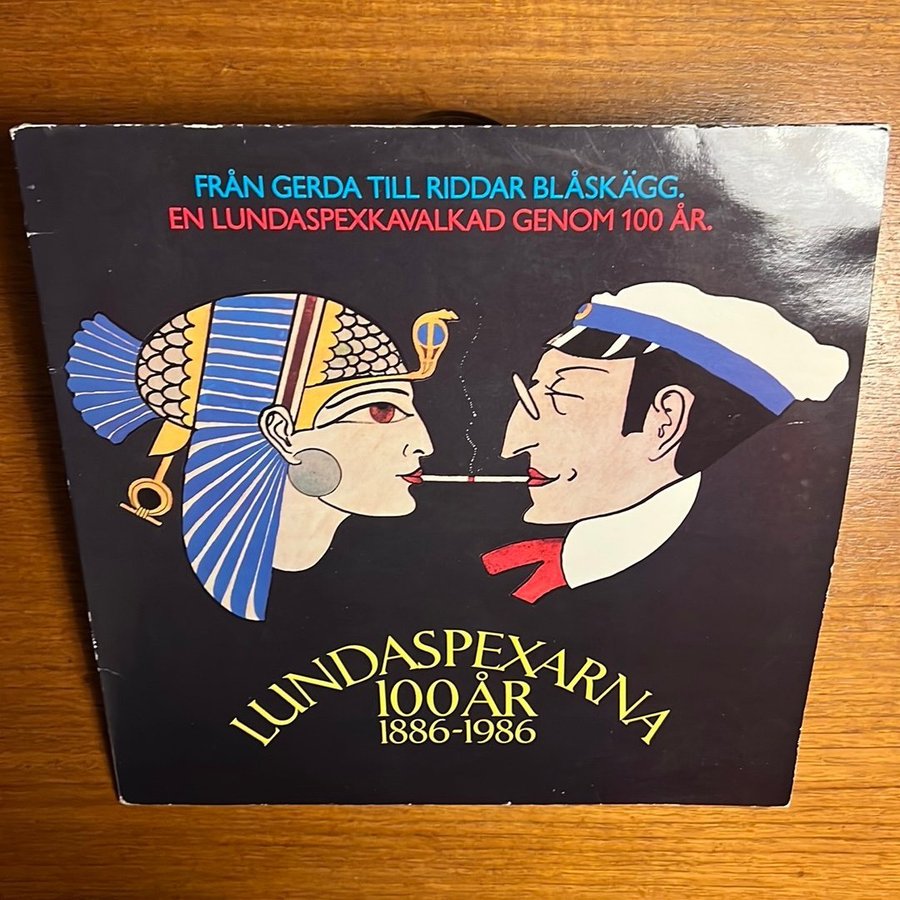 FRÅN GERDA TILL RIDDAR BLÅSKÄGG.
EN LUNDASPEXKAVALKAD GENOM 100 ÅR.
LUNDASPEXARNA
100 ÅR
1886-1986